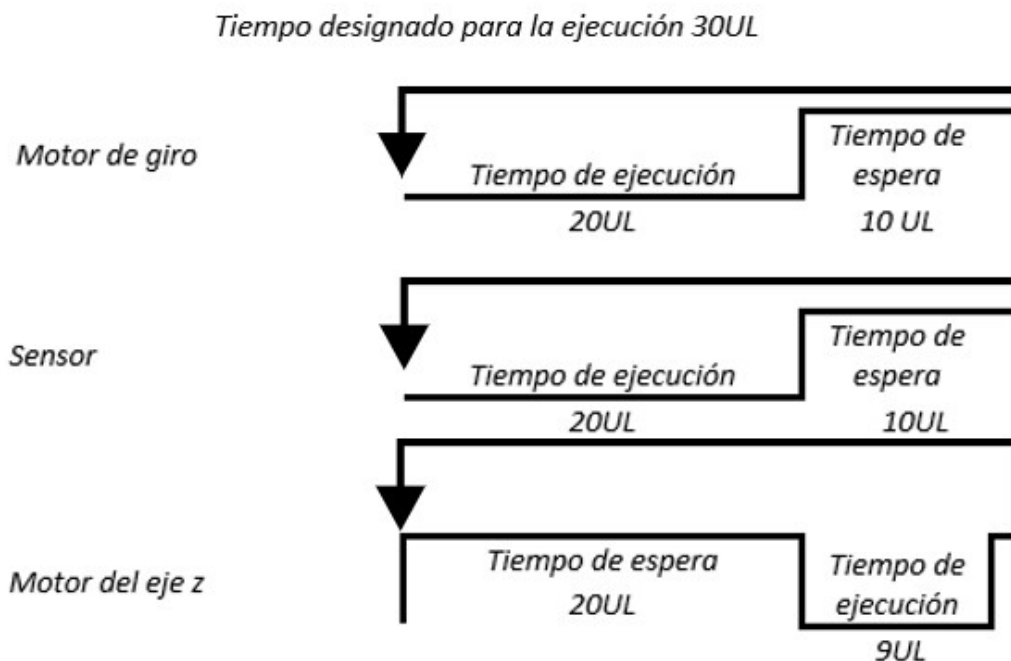 Tiempo designado para la ejecución 30UL
Motor de giro
Tiempo de ejecución
20UL
Tiempo de
espera
10 UL
Sensor
Tiempo de ejecución
20UL
Tiempo de
espera
10UL
Motor del eje z
Tiempo de espera
20UL
Tiempo de
ejecución
9UL